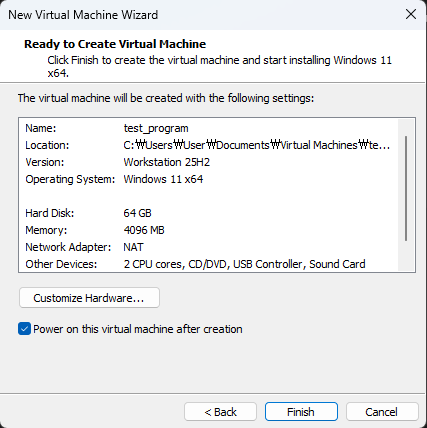 New Virtual Machine Wizard
Ready to Create Virtual Machine
Click Finish to create the virtual machine and start installing Windows 11
x64.
The virtual machine will be created with the following settings:
Name: test_program
Location: C:₩Users₩User₩Documents₩Virtual Machines₩te...
Version: Workstation 25H2
Operating System: Windows 11 x64
Hard Disk: 64 GB
Memory: 4096 MB
Network Adapter: NAT
Other Devices: 2 CPU cores, CD/DVD, USB Controller, Sound Card
Customize Hardware...
Power on this virtual machine after creation
< Back Finish Cancel